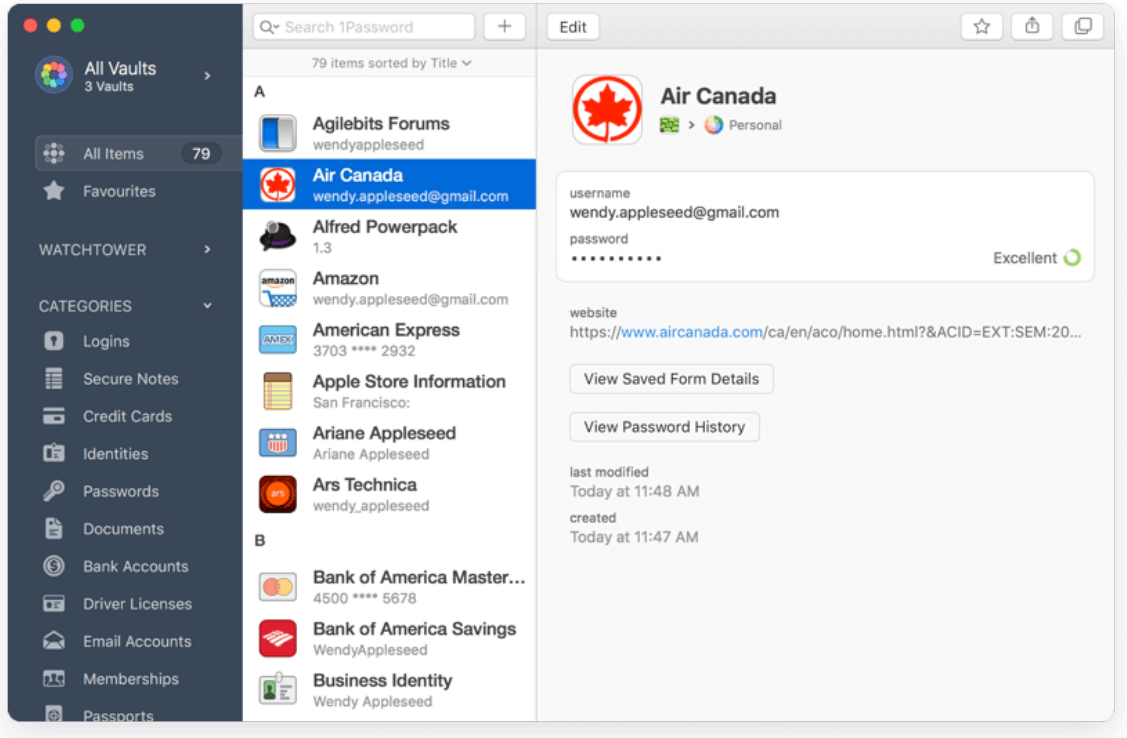 All Vaults
3 Vaults
All Items 79
Favourites
WATCHTOWER
CATEGORIES
Logins
Secure Notes
Credit Cards
Identities
Passwords
Documents
Bank Accounts
Driver Licenses
Email Accounts
Memberships
Passports
Search 1Password
79 items sorted by Title
A
Agilebits Forums
wendyappleseed
Air Canada
wendy.appleseed@gmail.com
Alfred Powerpack
1.3
amazon
Amazon
wendy.appleseed@gmail.com
AMEX
American Express
3703 **** 2932
Apple Store Information
San Francisco:
Ariane Appleseed
Ariane Appleseed
ars
Ars Technica
wendy_appleseed
B
Bank of America Master...
4500 **** 5678
Bank of America Savings
WendyAppleseed
Business Identity
Wendy Appleseed
Edit
Air Canada
> Personal
username
wendy.appleseed@gmail.com
password
••••••••••
Excellent
website
https://www.aircanada.com/ca/en/aco/home.html?&ACID=EXT:SEM:20...
View Saved Form Details
View Password History
last modified
Today at 11:48 AM
created
Today at 11:47 AM